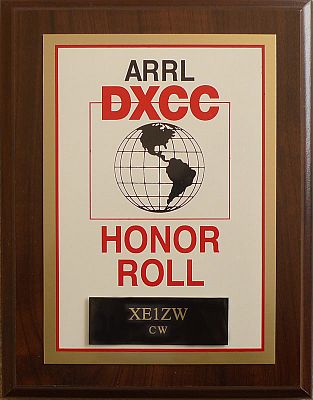 ARRL
DXCC
HONOR
ROLL
XE1ZW
CW